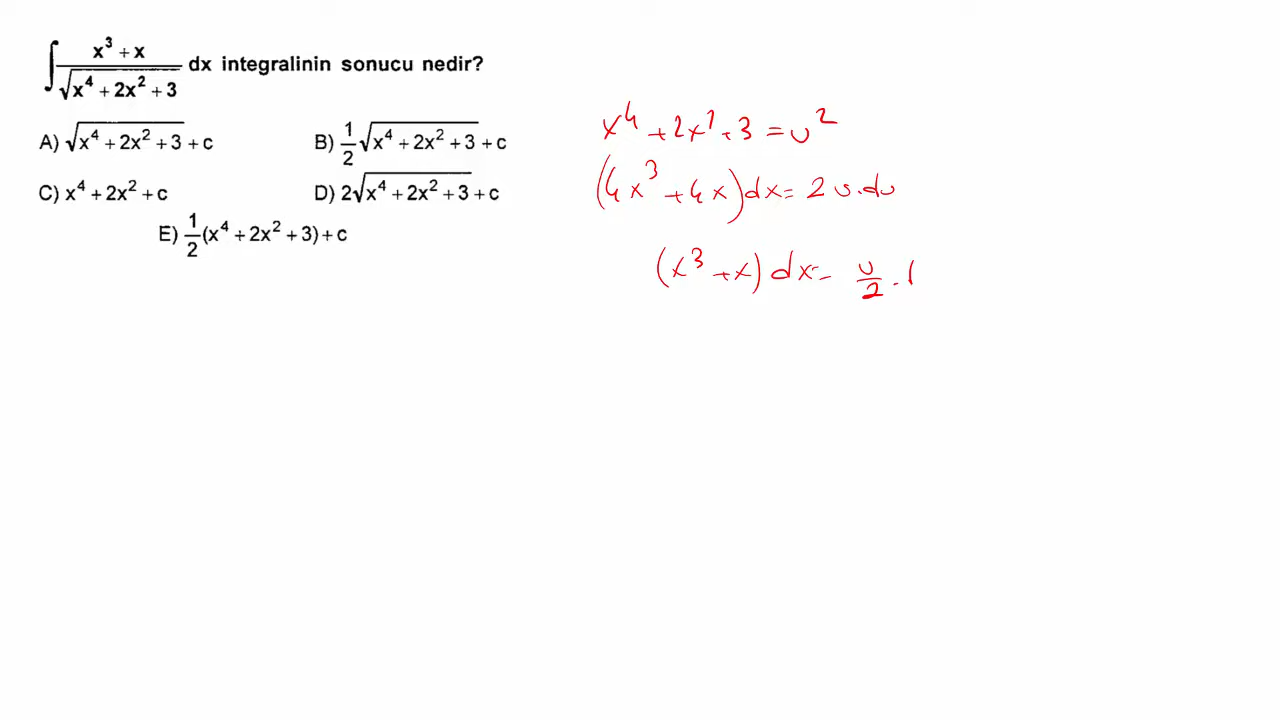 ∫ x³ + x / √x⁴ + 2x² + 3 dx integralinin sonucu nedir?
A) √x⁴ + 2x² + 3 + c
B) 1/2 √x⁴ + 2x² + 3 + c
C) x⁴ + 2x² + c
D) 2√x⁴ + 2x² + 3 + c
E) 1/2 (x⁴ + 2x² + 3) + c
x⁴ + 2x² + 3 = u²
(4x³ + 4x) dx = 2u.du
(x³ + x) dx = u/2 .